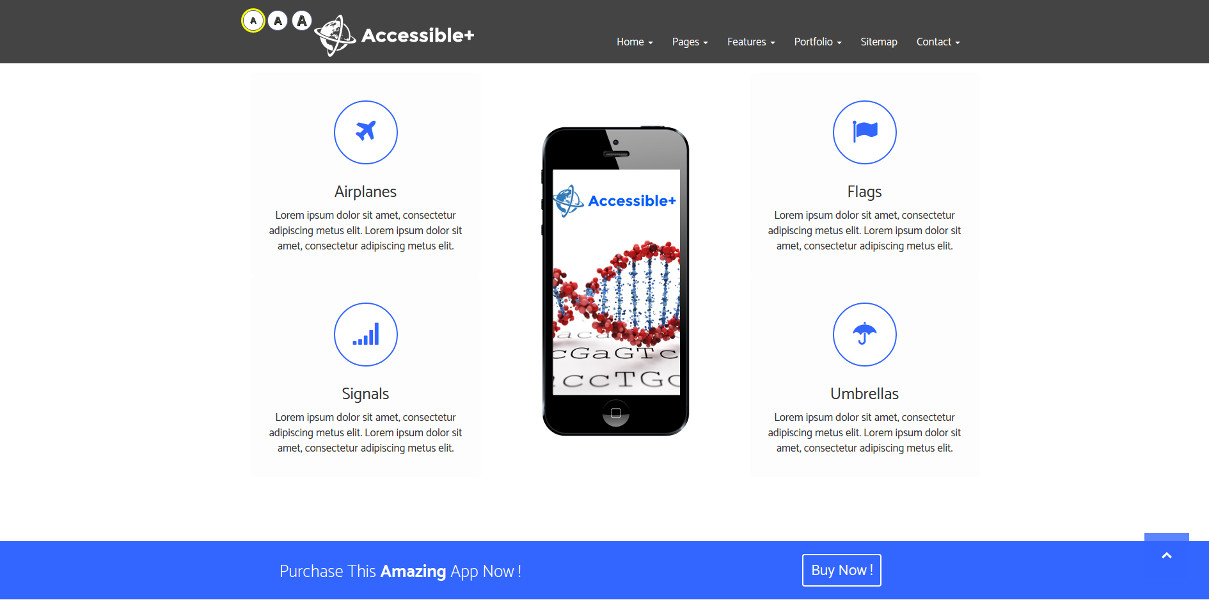 A A A
Accessible+
Home Pages Features Portfolio Sitemap Contact
Airplanes
Lorem ipsum dolor sit amet, consectetur
adipiscing metus elit. Lorem ipsum dolor sit
amet, consectetur adipiscing metus elit.
Signals
Lorem ipsum dolor sit amet, consectetur
adipiscing metus elit. Lorem ipsum dolor sit
amet, consectetur adipiscing metus elit.
Accessible+
acac
cGaGTc
accTGc
Flags
Lorem ipsum dolor sit amet, consectetur
adipiscing metus elit. Lorem ipsum dolor sit
amet, consectetur adipiscing metus elit.
Umbrellas
Lorem ipsum dolor sit amet, consectetur
adipiscing metus elit. Lorem ipsum dolor sit
amet, consectetur adipiscing metus elit.
Purchase This Amazing App Now !
Buy Now !